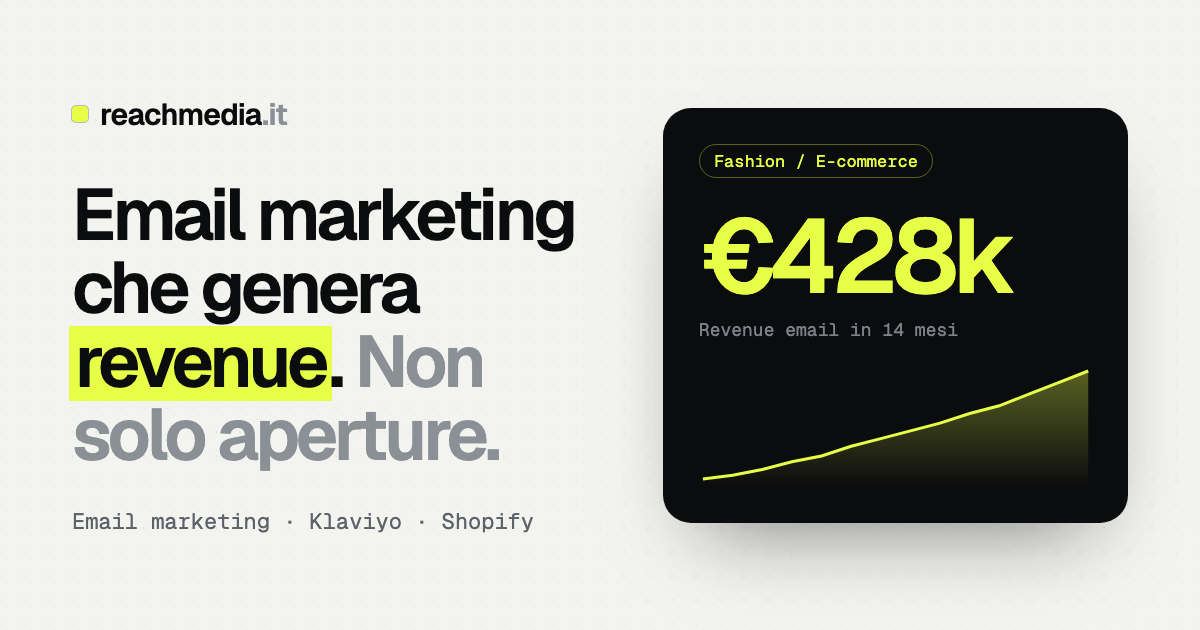 reachmedia.it
Email marketing
che genera
revenue. Non
solo aperture.
Email marketing · Klaviyo · Shopify
Fashion / E-commerce
€428k
Revenue email in 14 mesi